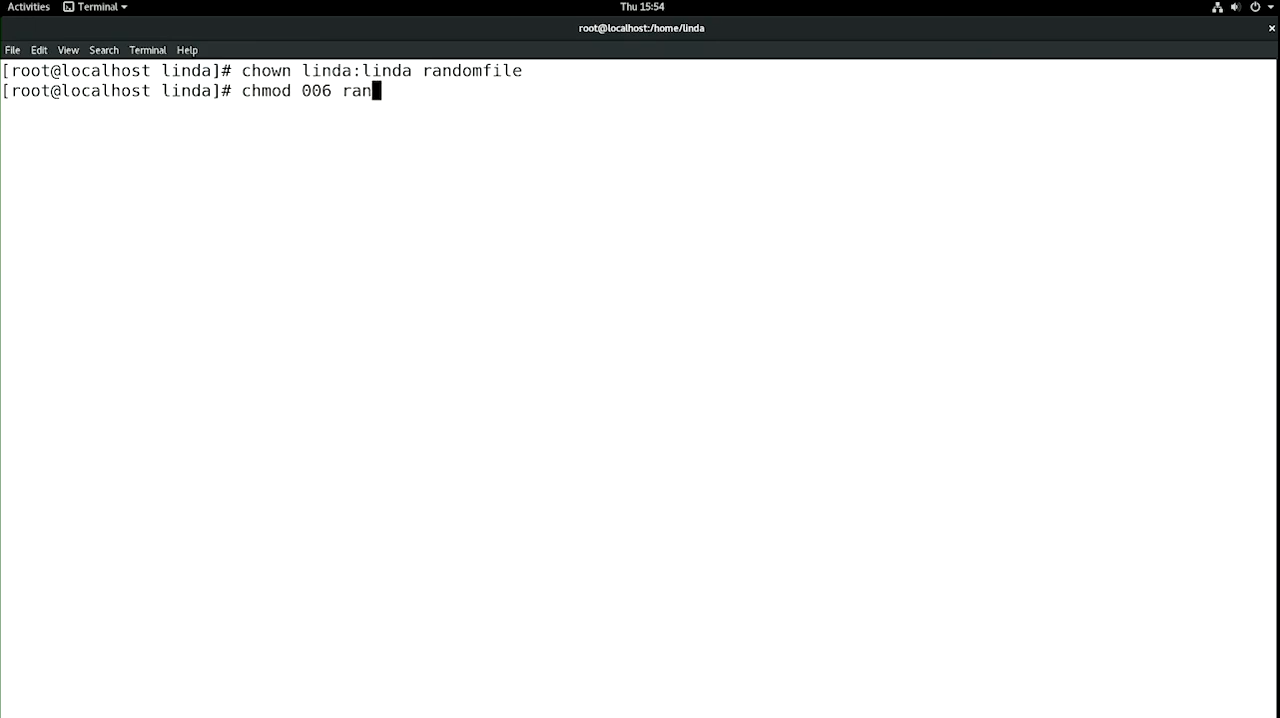 Activities Terminal Thu 15:54
root@localhost:/home/linda ×
File Edit View Search Terminal Help
[root@localhost linda]# chown linda:linda randomfile
[root@localhost linda]# chmod 006 ran